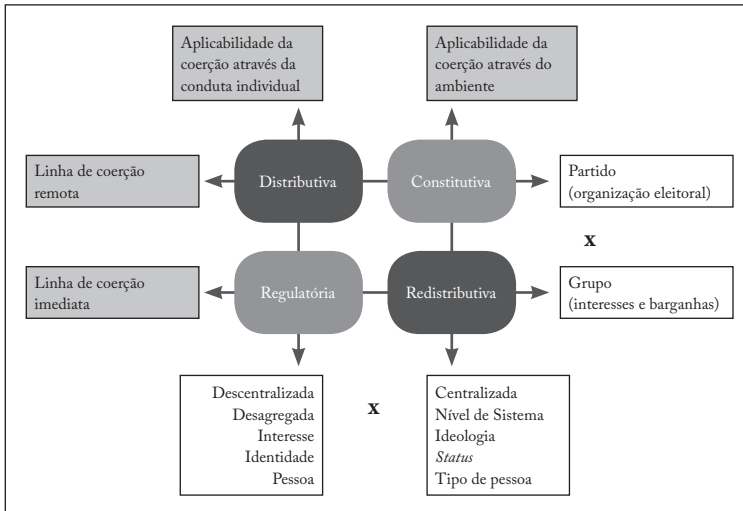 Aplicabilidade da
coerção através da
conduta individual
Aplicabilidade da
coerção através do
ambiente
Linha de coerção
remota
Distributiva
Constitutiva
Partido
(organização eleitoral)
x
Linha de coerção
imediata
Regulatória
Redistributiva
Grupo
(interesses e barganhas)
Descentralizada
Desagregada
Interesse
Identidade
Pessoa
x
Centralizada
Nível de Sistema
Ideologia
Status
Tipo de pessoa